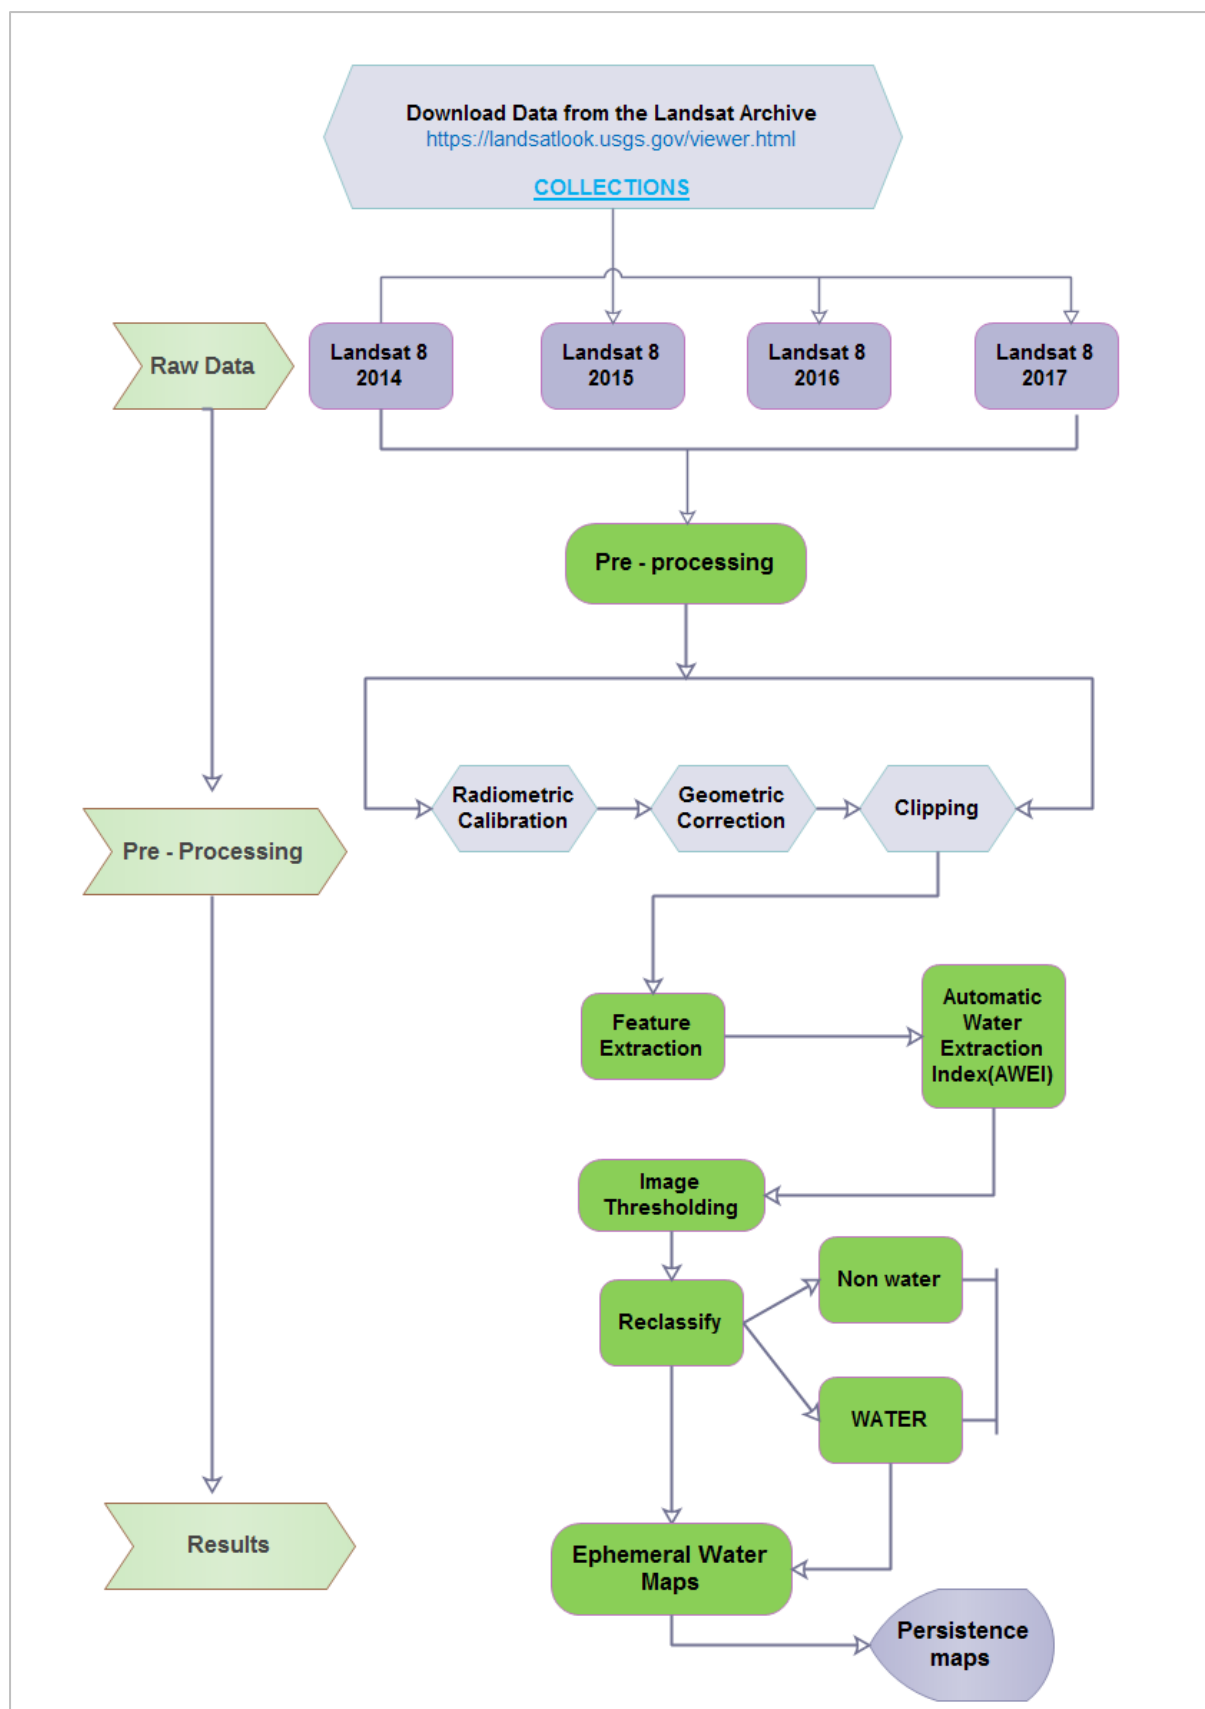 Download Data from the Landsat Archive
https://landsatlook.usgs.gov/viewer.html
COLLECTIONS
Raw Data
Landsat 8
2014
Landsat 8
2015
Landsat 8
2016
Landsat 8
2017
Pre - processing
Radiometric
Calibration
Geometric
Correction
Clipping
Pre - Processing
Feature
Extraction
Automatic
Water
Extraction
Index(AWEI)
Image
Thresholding
Non water
Reclassify
WATER
Results
Ephemeral Water
Maps
Persistence
maps